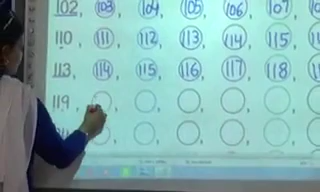 102, 103, 104, 105, 106, 107,
110, 111, 112, 113, 114, 115,
113, 114, 115, 116, 117, 118
119,